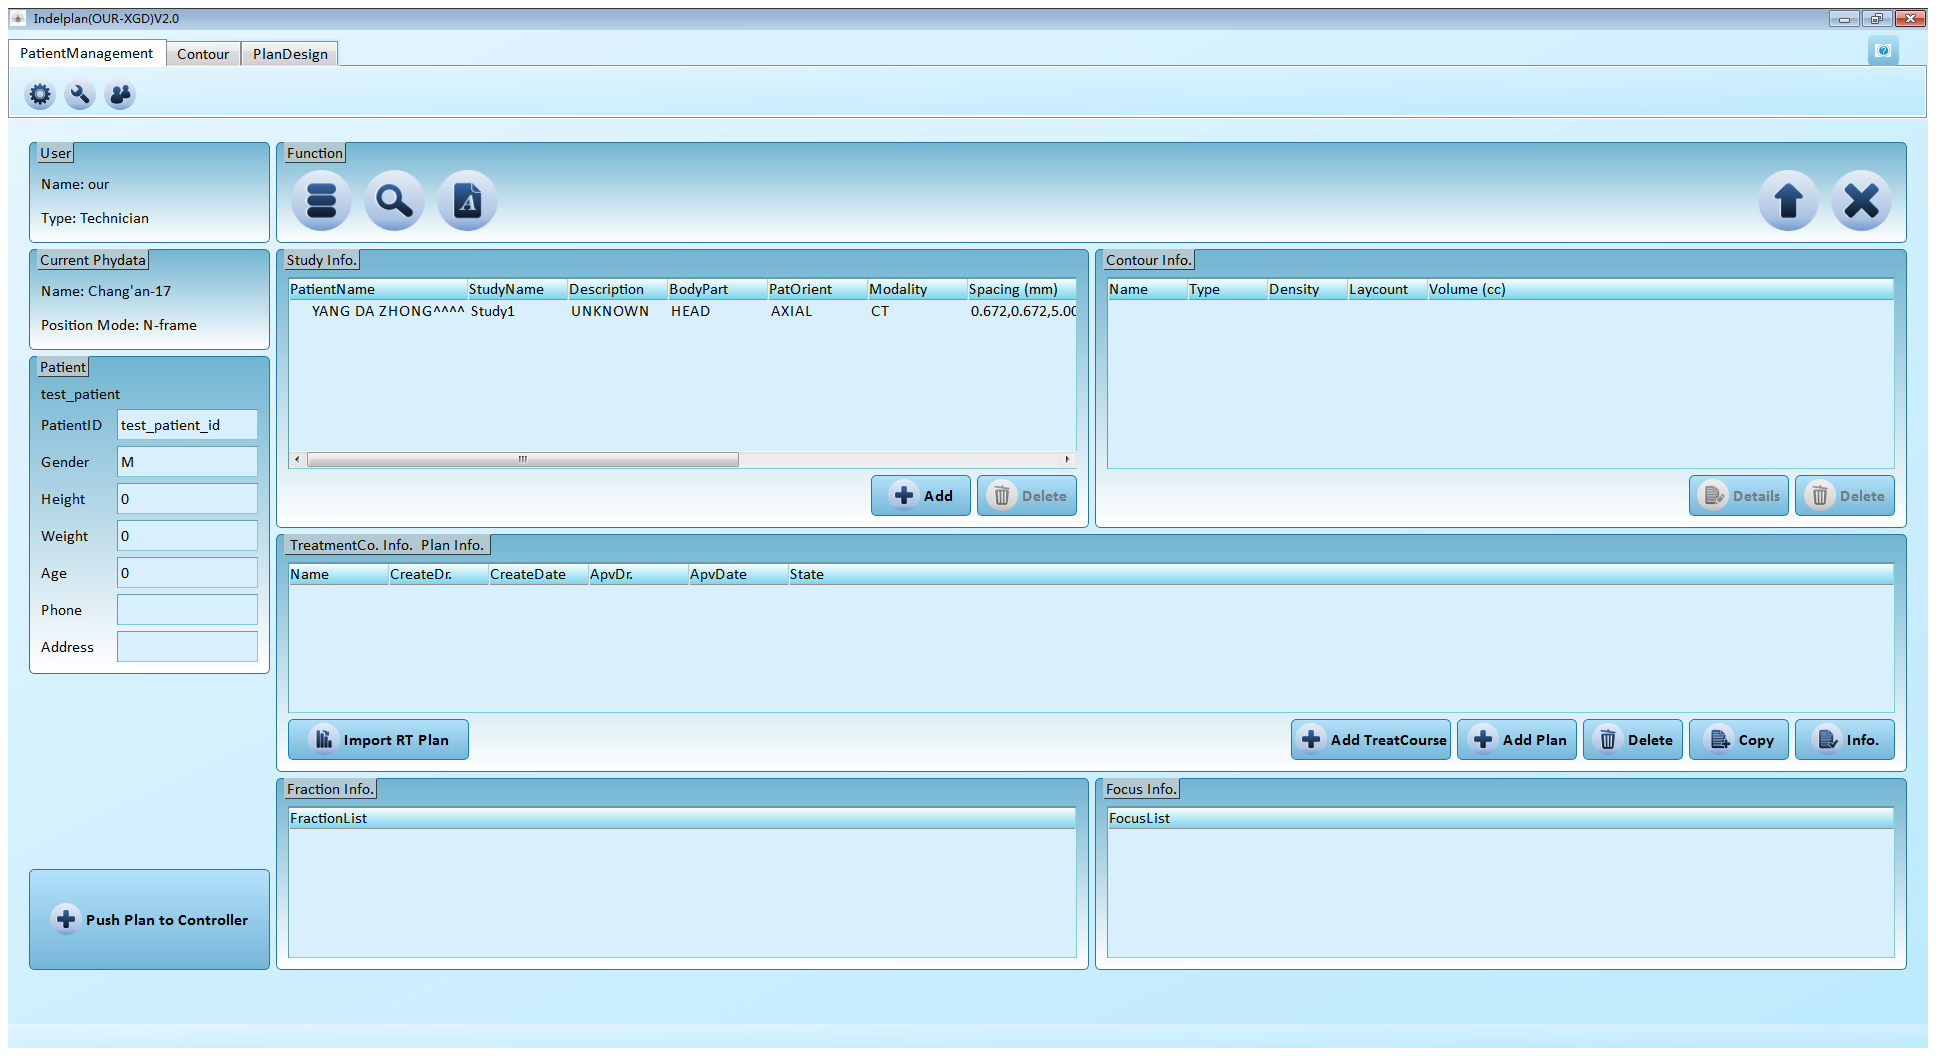 Indelplan(OUR-XGD)V2.0
PatientManagement Contour PlanDesign
User
Name: our
Type: Technician
Function
Current Phydata
Name: Chang'an-17
Position Mode: N-frame
Patient
test_patient
PatientID test_patient_id
Gender M
Height 0
Weight 0
Age 0
Phone
Address
Push Plan to Controller
Study Info.
PatientName StudyName Description BodyPart PatOrient Modality Spacing (mm)
YANG DA ZHONG^^^^ Study1 UNKNOWN HEAD AXIAL CT 0.672,0.672,5.00
Add Delete
Contour Info.
Name Type Density Laycount Volume (cc)
Details Delete
TreatmentCo. Info. Plan Info.
Name CreateDr. CreateDate ApvDr. ApvDate State
Import RT Plan Add TreatCourse Add Plan Delete Copy Info.
Fraction Info.
FractionList
Focus Info.
FocusList